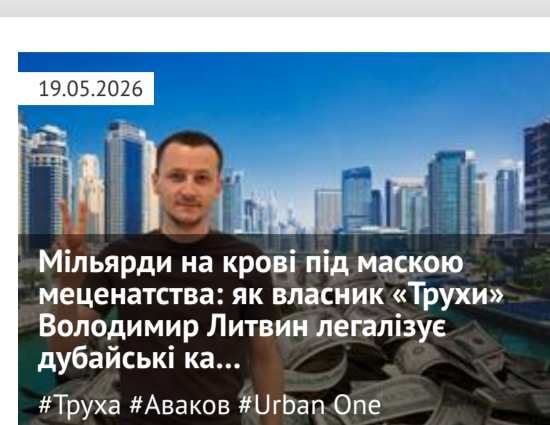 19.05.2026
Мільярди на крові під маскою
меценатства: як власник «Трухи»
Володимир Литвин легалізує
дубайські ка...
#Труха #Аваков #Urban One